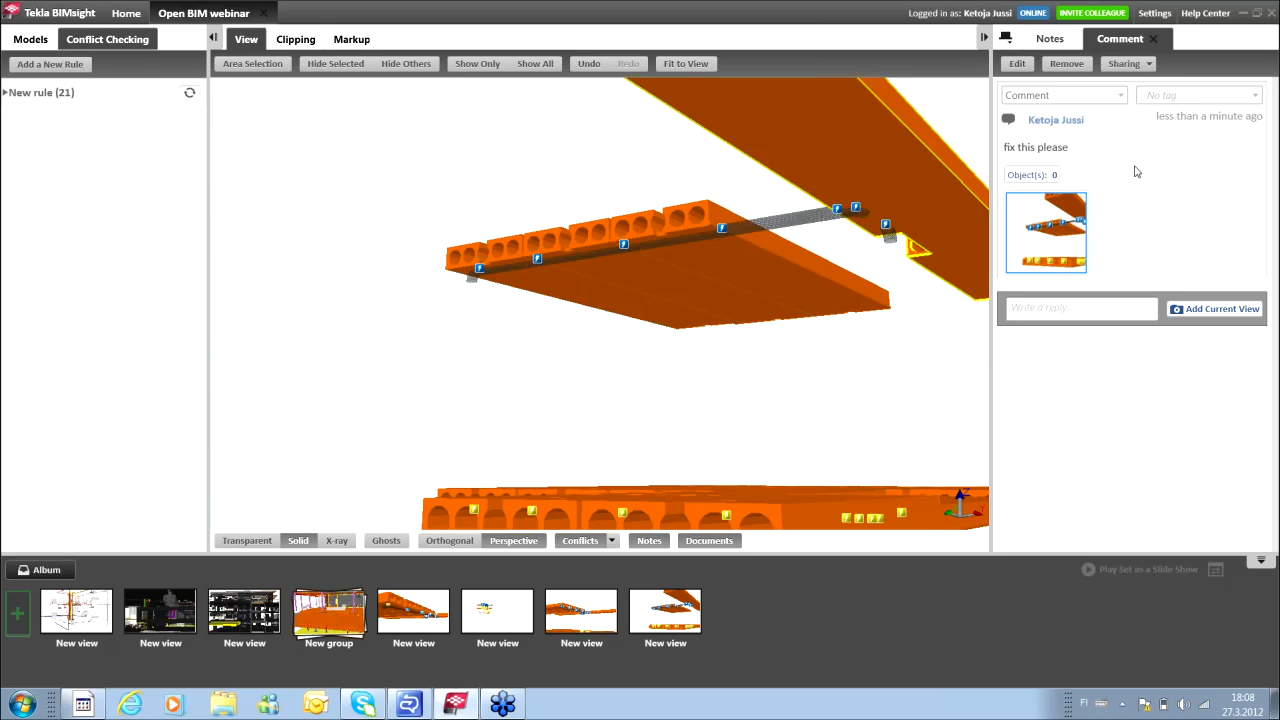 Tekla BIMsight Home Open BIM webinar Logged in as: Ketoja Jussi ONLINE INVITE COLLEAGUE Settings Help Center
Models Conflict Checking View Clipping Markup Notes Comment
Add a New Rule Area Selection Hide Selected Hide Others Show Only Show All Undo Redo Fit to View Edit Remove Sharing
New rule (21)
Comment No tag
Ketoja Jussi less than a minute ago
fix this please
Object(s): 0
Write a reply Add Current View
Transparent Solid X-ray Ghosts Orthogonal Perspective Conflicts Notes Documents
Album Play Set as a Slide Show
New view New view New view New group New view New view New view New view
FI 18:08
27.3.2012